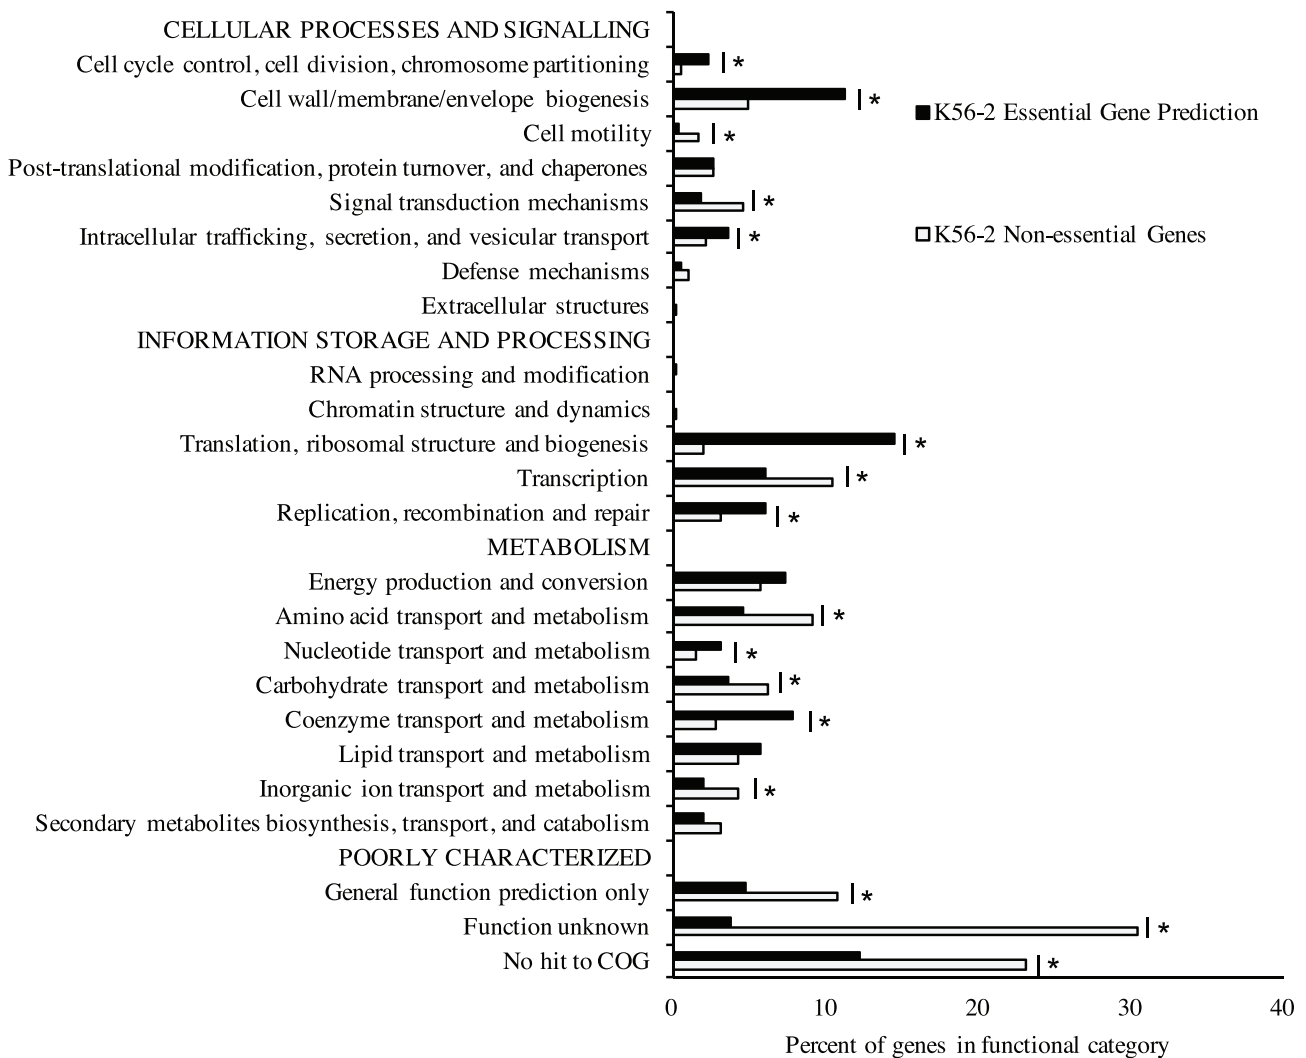 CELLULAR PROCESSES AND SIGNALLING
Cell cycle control, cell division, chromosome partitioning
*
Cell wall/membrane/envelope biogenesis
*
K56-2 Essential Gene Prediction
Cell motility
*
Post-translational modification, protein turnover, and chaperones
Signal transduction mechanisms
*
Intracellular trafficking, secretion, and vesicular transport
*
K56-2 Non-essential Genes
Defense mechanisms
Extracellular structures
INFORMATION STORAGE AND PROCESSING
RNA processing and modification
Chromatin structure and dynamics
Translation, ribosomal structure and biogenesis
*
Transcription
*
Replication, recombination and repair
*
METABOLISM
Energy production and conversion
Amino acid transport and metabolism
*
Nucleotide transport and metabolism
*
Carbohydrate transport and metabolism
*
Coenzyme transport and metabolism
*
Lipid transport and metabolism
Inorganic ion transport and metabolism
*
Secondary metabolites biosynthesis, transport, and catabolism
POORLY CHARACTERIZED
General function prediction only
*
Function unknown
*
No hit to COG
*
0 10 20 30 40
Percent of genes in functional category